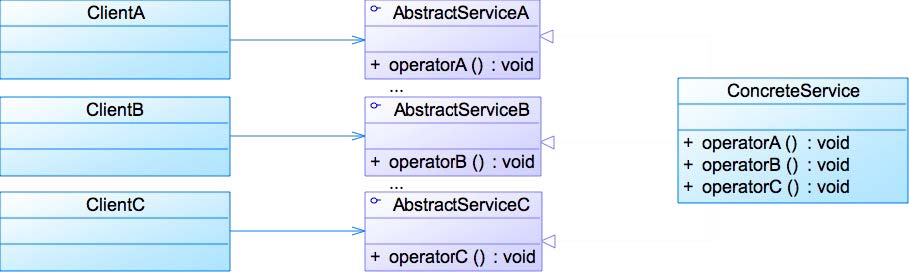 ClientA
AbstractServiceA
+ operatorA () : void
...
ClientB
AbstractServiceB
+ operatorB () : void
...
ClientC
AbstractServiceC
+ operatorC () : void
ConcreteService
+ operatorA () : void
+ operatorB () : void
+ operatorC () : void